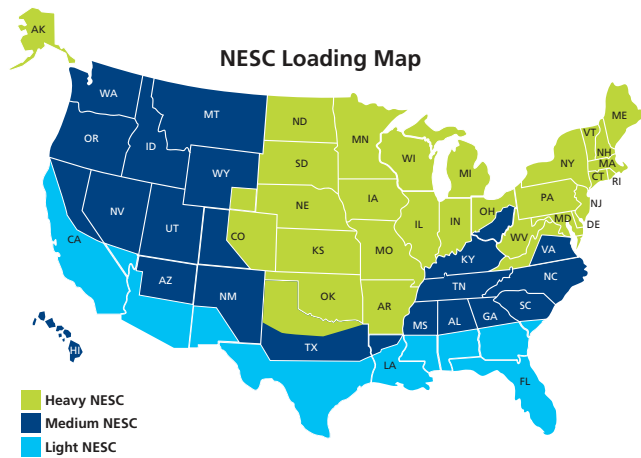 AK
NESC Loading Map
WA
MT
ND
MN
ME
VT
NH
OR
ID
SD
WI
MI
NY
MA
CT
RI
WY
IA
PA
NJ
NV
NE
IL
IN
OH
MD
DE
UT
CO
KS
MO
WV
VA
CA
KY
AZ
NM
OK
AR
TN
NC
SC
MS
AL
GA
TX
HI
LA
FL
Heavy NESC
Medium NESC
Light NESC